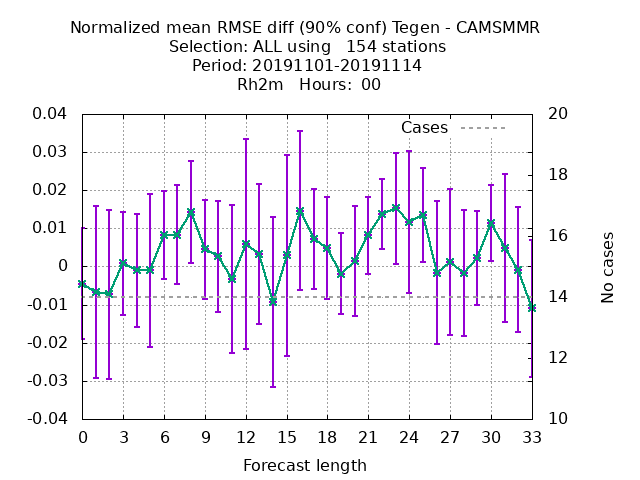 Normalized mean RMSE diff (90% conf) Tegen - CAMSMMR
Selection: ALL using   154 stations
Period: 20191101-20191114
Rh2m   Hours:  00
Cases
0.04
0.03
0.02
0.01
0
-0.01
-0.02
-0.03
-0.04
20
18
16
14
12
10
No cases
0 3 6 9 12 15 18 21 24 27 30 33
Forecast length